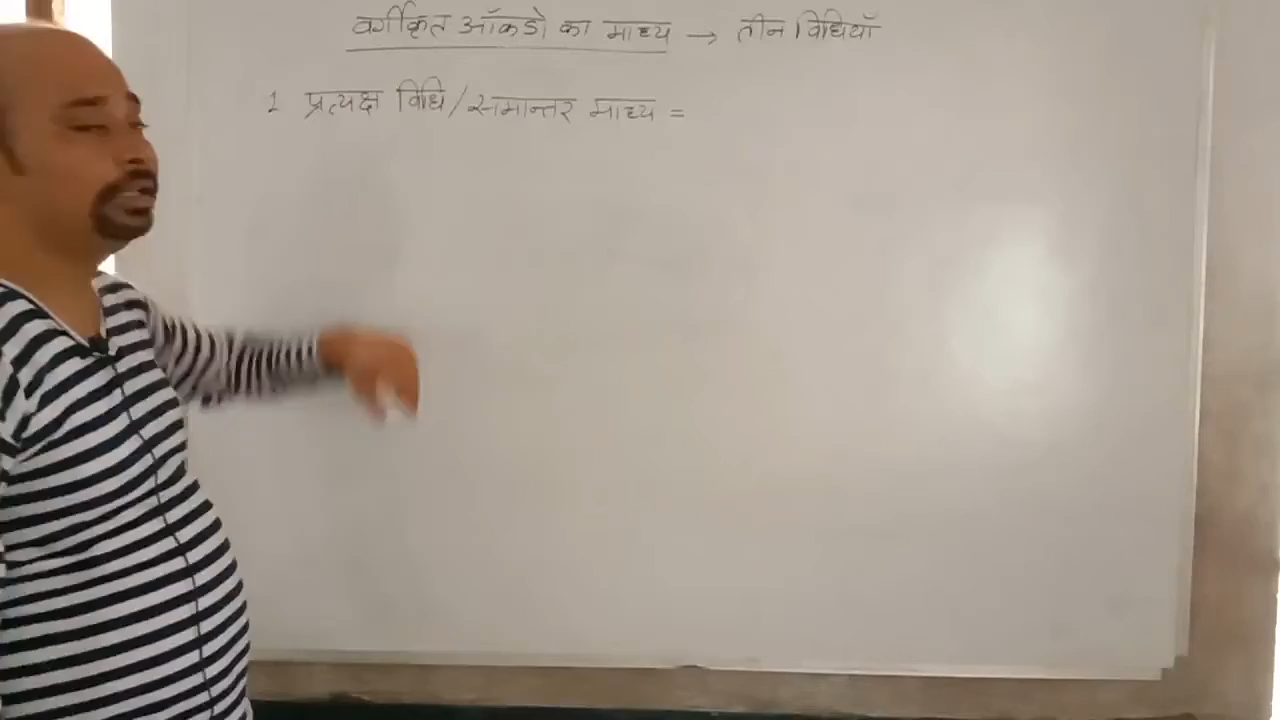 वर्गीकृत आँकडो का माध्य → तीन विधियाँ
1 प्रत्यक्ष विधि/समान्तर माध्य =